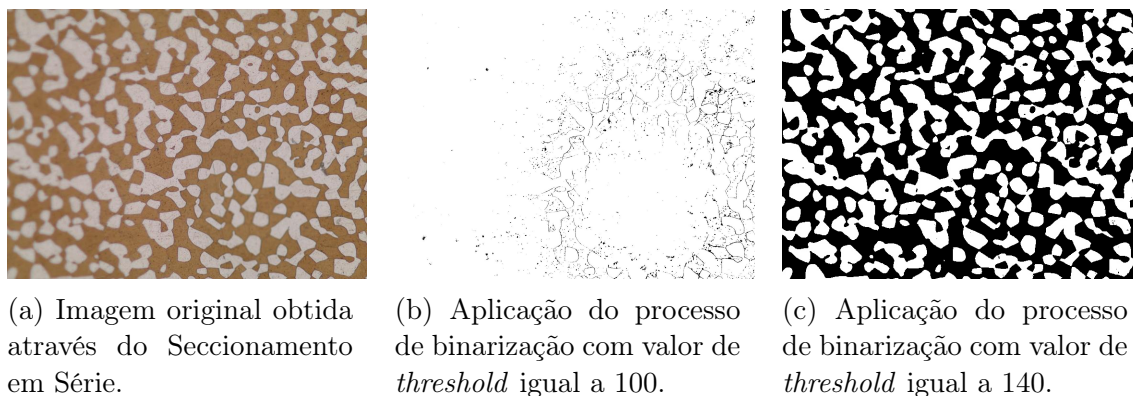 (a) Imagem original obtida
através do Seccionamento
em Série.
(b) Aplicação do processo
de binarização com valor de
threshold igual a 100.
(c) Aplicação do processo
de binarização com valor de
threshold igual a 140.